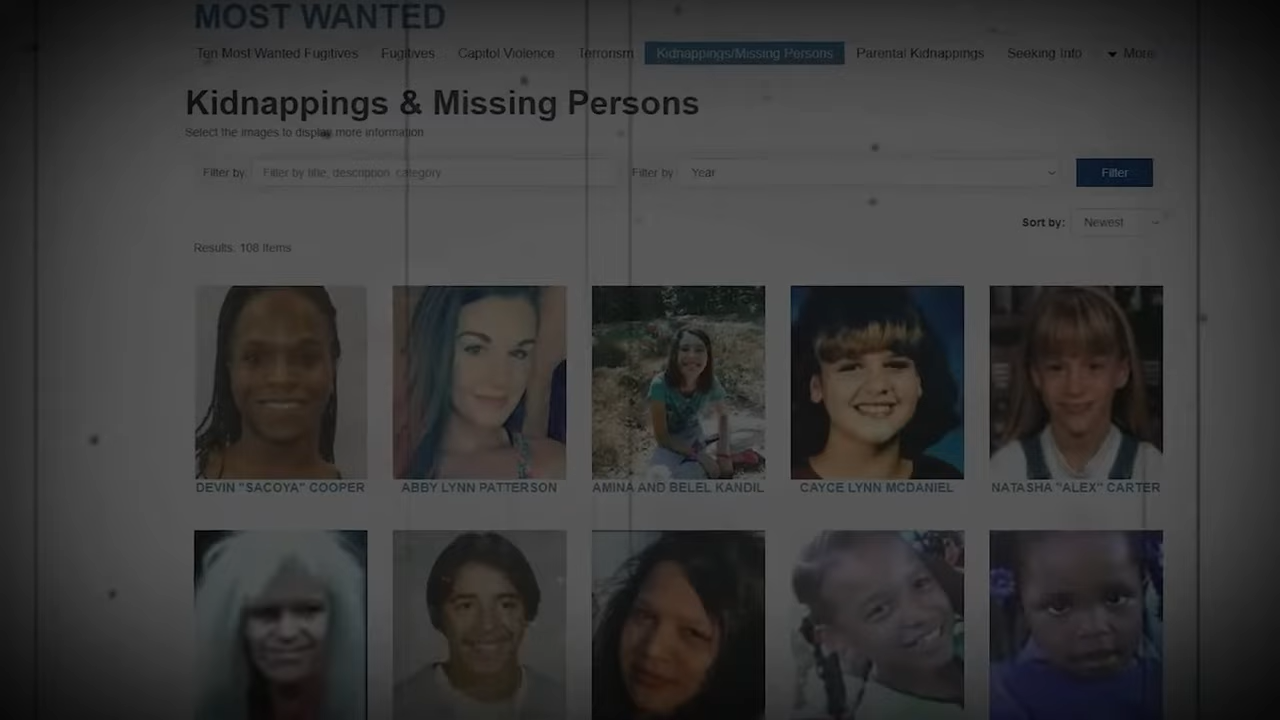 MOST WANTED
Ten Most Wanted Fugitives Fugitives Capitol Violence Terrorism Kidnappings/Missing Persons Parental Kidnappings Seeking Info More
Kidnappings & Missing Persons
Select the images to display more information
Filter by: Filter by title, description, category Filter by Year Filter
Sort by: Newest
Results: 108 Items
DEVIN "SACOYA" COOPER ABBY LYNN PATTERSON AMINA AND BELEL KANDIL CAYCE LYNN MCDANIEL NATASHA "ALEX" CARTER